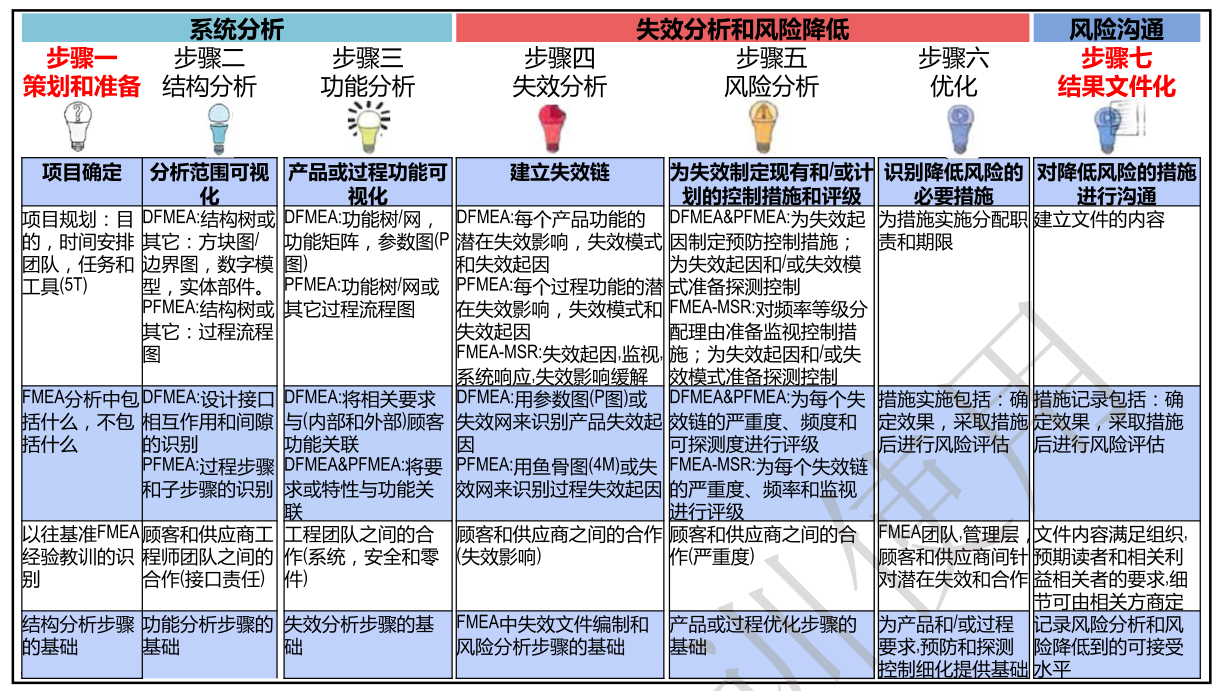 系统分析
失效分析和风险降低
风险沟通
步骤一
策划和准备
步骤二
结构分析
步骤三
功能分析
步骤四
失效分析
步骤五
风险分析
步骤六
优化
步骤七
结果文件化
项目确定
分析范围可视
化
产品或过程功能可
视化
建立失效链
为失效制定现有和/或计
划的控制措施和评级
识别降低风险的
必要措施
对降低风险的措施
进行沟通
项目规划：目
的，时间安排
团队，任务和
工具(5T)
DFMEA:结构树或
其它：方块图/
边界图，数字模
型，实体部件。
PFMEA:结构树或
其它：过程流程
图
DFMEA:功能树/网，
功能矩阵，参数图(P
图)
PFMEA:功能树/网或
其它过程流程图
DFMEA:每个产品功能的
潜在失效影响，失效模式
和失效起因
PFMEA:每个过程功能的潜
在失效影响，失效模式和
失效起因
FMEA-MSR:失效起因,监视,
系统响应,失效影响缓解
DFMEA&PFMEA:为失效起
因制定预防控制措施；
为失效起因和/或失效模
式准备探测控制
FMEA-MSR:对频率等级分
配理由准备监视控制措
施；为失效起因和/或失
效模式准备探测控制
为措施实施分配职
责和期限
建立文件的内容
FMEA分析中包
括什么，不包
括什么
DFMEA:设计接口
相互作用和间隙
的识别
PFMEA:过程步骤
和子步骤的识别
DFMEA:将相关要求
与(内部和外部)顾客
功能关联
DFMEA&PFMEA:将要
求或特性与功能关
联
DFMEA:用参数图(P图)或
失效网来识别产品失效起
因
PFMEA:用鱼骨图(4M)或失
效网来识别过程失效起因
DFMEA&PFMEA:为每个失
效链的严重度、频度和
可探测度进行评级
FMEA-MSR:为每个失效链
的严重度、频率和监视
进行评级
措施实施包括：确
定效果，采取措施
后进行风险评估
措施记录包括：确
定效果，采取措施
后进行风险评估
以往基准FMEA
经验教训的识
别
顾客和供应商工
程师团队之间的
合作(接口责任)
工程团队之间的合
作(系统，安全和零
件)
顾客和供应商之间的合作
(失效影响)
顾客和供应商之间的合
作(严重度)
FMEA团队,管理层，
顾客和供应商间针
对潜在失效和合作
文件内容满足组织,
预期读者和相关利
益相关者的要求,细
节可由相关方商定
结构分析步骤
的基础
功能分析步骤的
基础
失效分析步骤的基
础
FMEA中失效文件编制和
风险分析步骤的基础
产品或过程优化步骤的
基础
为产品和/或过程
要求,预防和探测
控制细化提供基础
记录风险分析和风
险降低到的可接受
水平
训使用